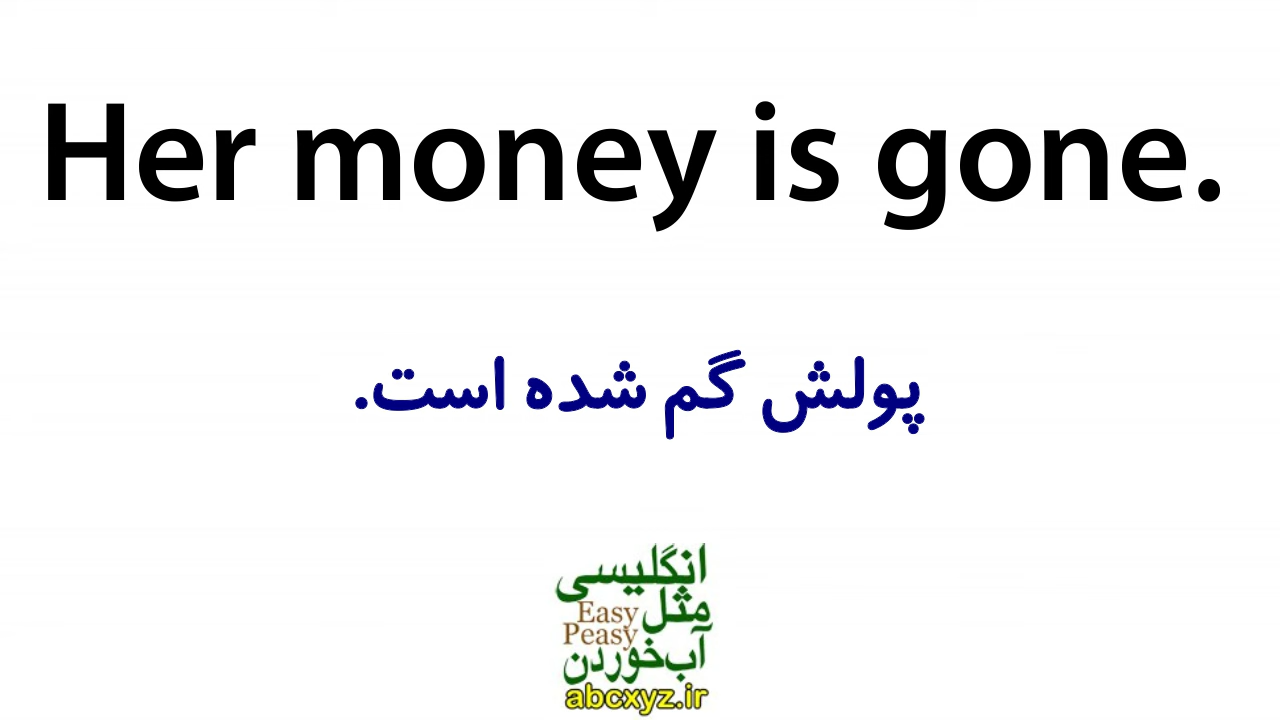 Her money is gone.
پولش گم شده است.
انگلیسی
مثل
Easy
Peasy
آب‌خوردن
abcxyz.ir